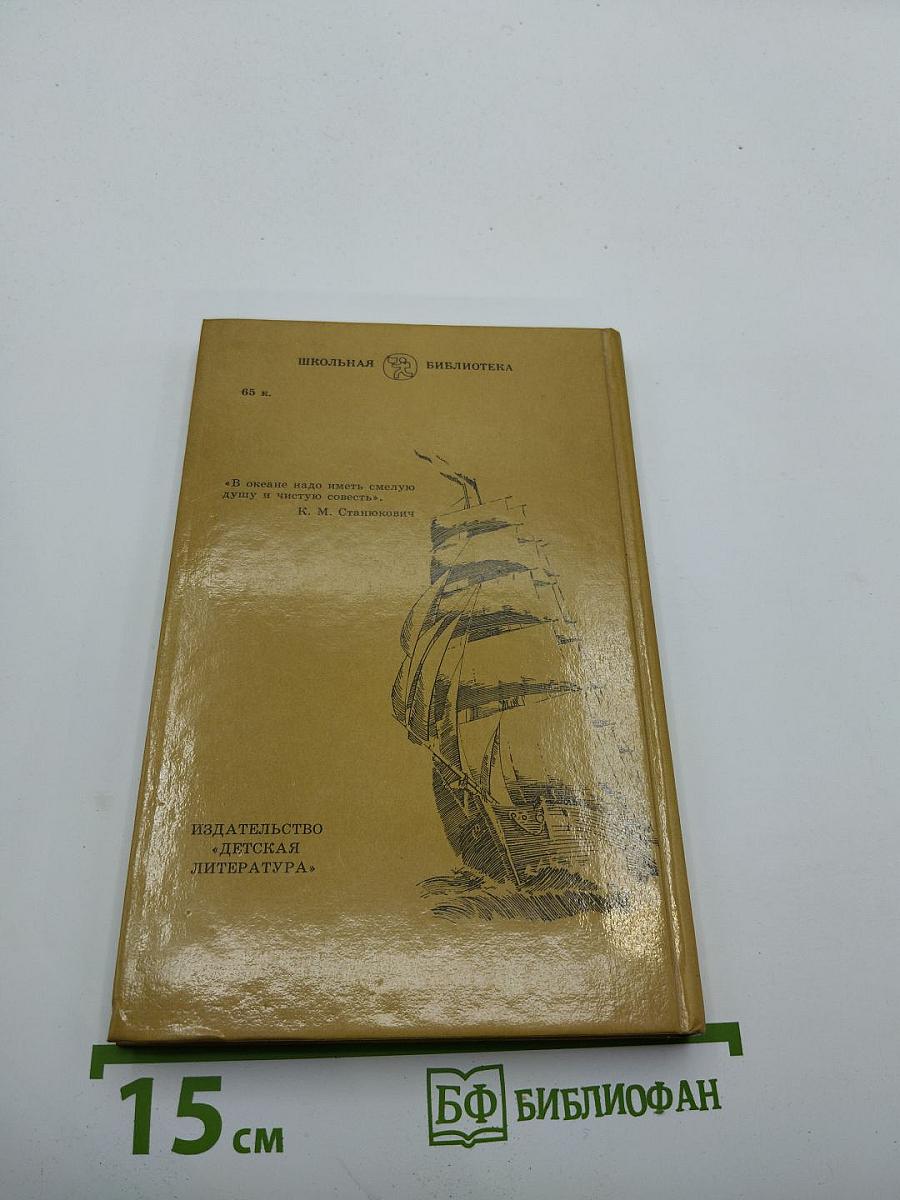 ШКОЛЬНАЯ БИБЛИОТЕКА
65 к.
«В океане надо иметь смелую
душу и чистую совесть».
К. М. Станюкович
ИЗДАТЕЛЬСТВО
«ДЕТСКАЯ
ЛИТЕРАТУРА»
15 см
БФ БИБЛИОФАН